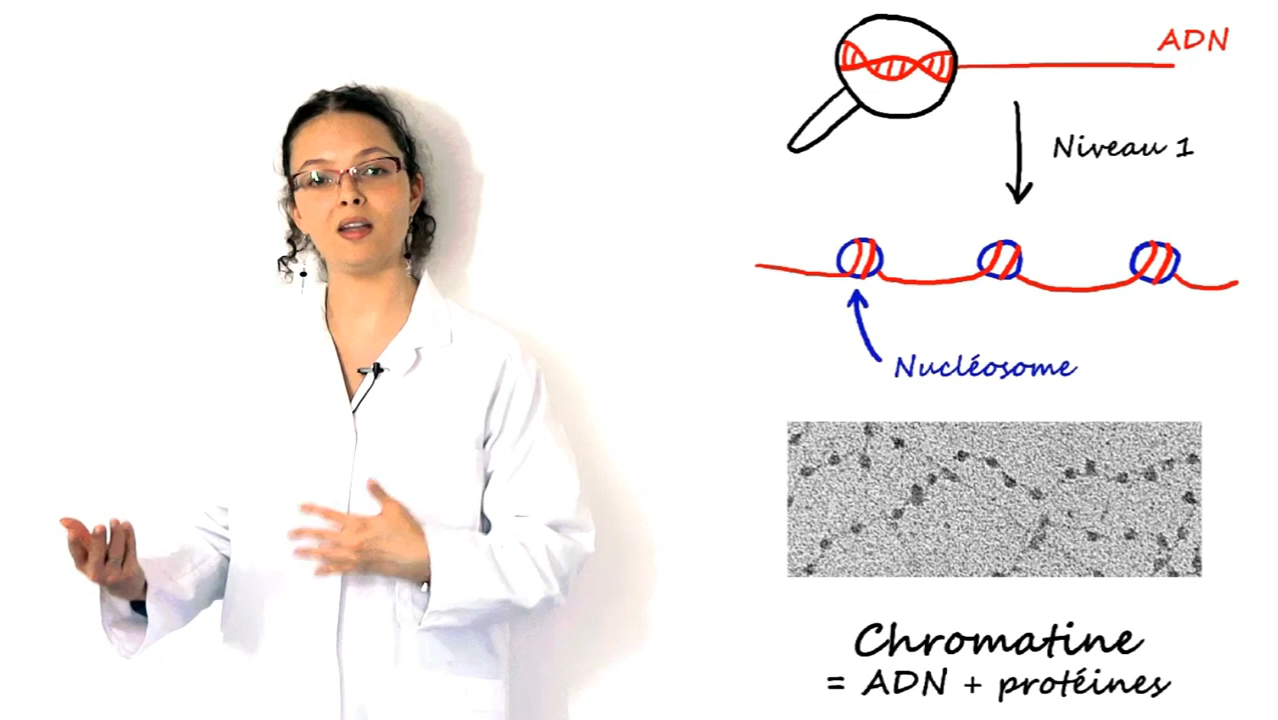 ADN
Niveau 1
Nucléosome
Chromatine
= ADN + protéines